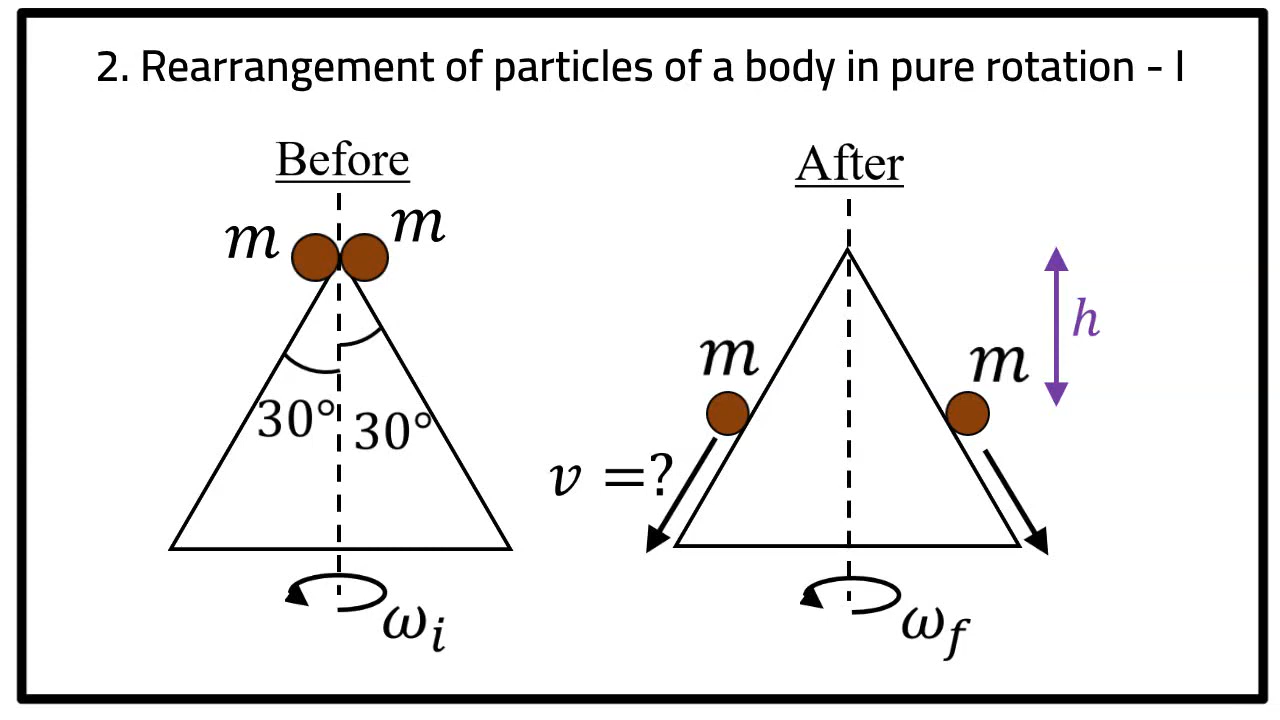 2. Rearrangement of particles of a body in pure rotation - I
Before
After
m
m
30°
30°
ω_i
m
m
h
v =?
ω_f